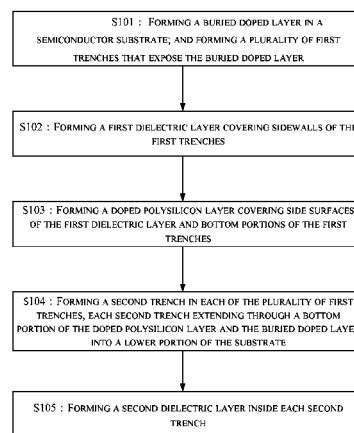 S101 : FORMING A BURIED DOPED LAYER IN A
SEMICONDUCTOR SUBSTRATE; AND FORMING A PLURALITY OF FIRST
TRENCHES THAT EXPOSE THE BURIED DOPED LAYER
S102 : FORMING A FIRST DIELECTRIC LAYER COVERING SIDEWALLS OF THE
FIRST TRENCHES
S103 : FORMING A DOPED POLYSILICON LAYER COVERING SIDE SURFACES
OF THE FIRST DIELECTRIC LAYER AND BOTTOM PORTIONS OF THE FIRST
TRENCHES
S104 : FORMING A SECOND TRENCH IN EACH OF THE PLURALITY OF FIRST
TRENCHES, EACH SECOND TRENCH EXTENDING THROUGH A BOTTOM
PORTION OF THE DOPED POLYSILICON LAYER AND THE BURIED DOPED LAYE
INTO A LOWER PORTION OF THE SUBSTRATE
S105 : FORMING A SECOND DIELECTRIC LAYER INSIDE EACH SECOND
TRENCH